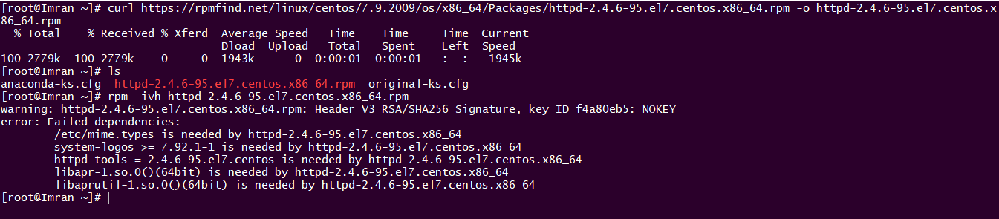 [root@Imran ~]# curl https://rpmfind.net/linux/centos/7.9.2009/os/x86_64/Packages/httpd-2.4.6-95.el7.centos.x86_64.rpm -o httpd-2.4.6-95.el7.centos.x
86_64.rpm
  % Total    % Received % Xferd  Average Speed   Time    Time     Time  Current
                                 Dload  Upload   Total   Spent    Left  Speed
100 2779k  100 2779k    0     0  1943k      0  0:00:01  0:00:01 --:--:-- 1945k
[root@Imran ~]# ls
anaconda-ks.cfg  httpd-2.4.6-95.el7.centos.x86_64.rpm  original-ks.cfg
[root@Imran ~]# rpm -ivh httpd-2.4.6-95.el7.centos.x86_64.rpm
warning: httpd-2.4.6-95.el7.centos.x86_64.rpm: Header V3 RSA/SHA256 Signature, key ID f4a80eb5: NOKEY
error: Failed dependencies:
        /etc/mime.types is needed by httpd-2.4.6-95.el7.centos.x86_64
        system-logos >= 7.92.1-1 is needed by httpd-2.4.6-95.el7.centos.x86_64
        httpd-tools = 2.4.6-95.el7.centos is needed by httpd-2.4.6-95.el7.centos.x86_64
        libapr-1.so.0()(64bit) is needed by httpd-2.4.6-95.el7.centos.x86_64
        libaprutil-1.so.0()(64bit) is needed by httpd-2.4.6-95.el7.centos.x86_64
[root@Imran ~]#